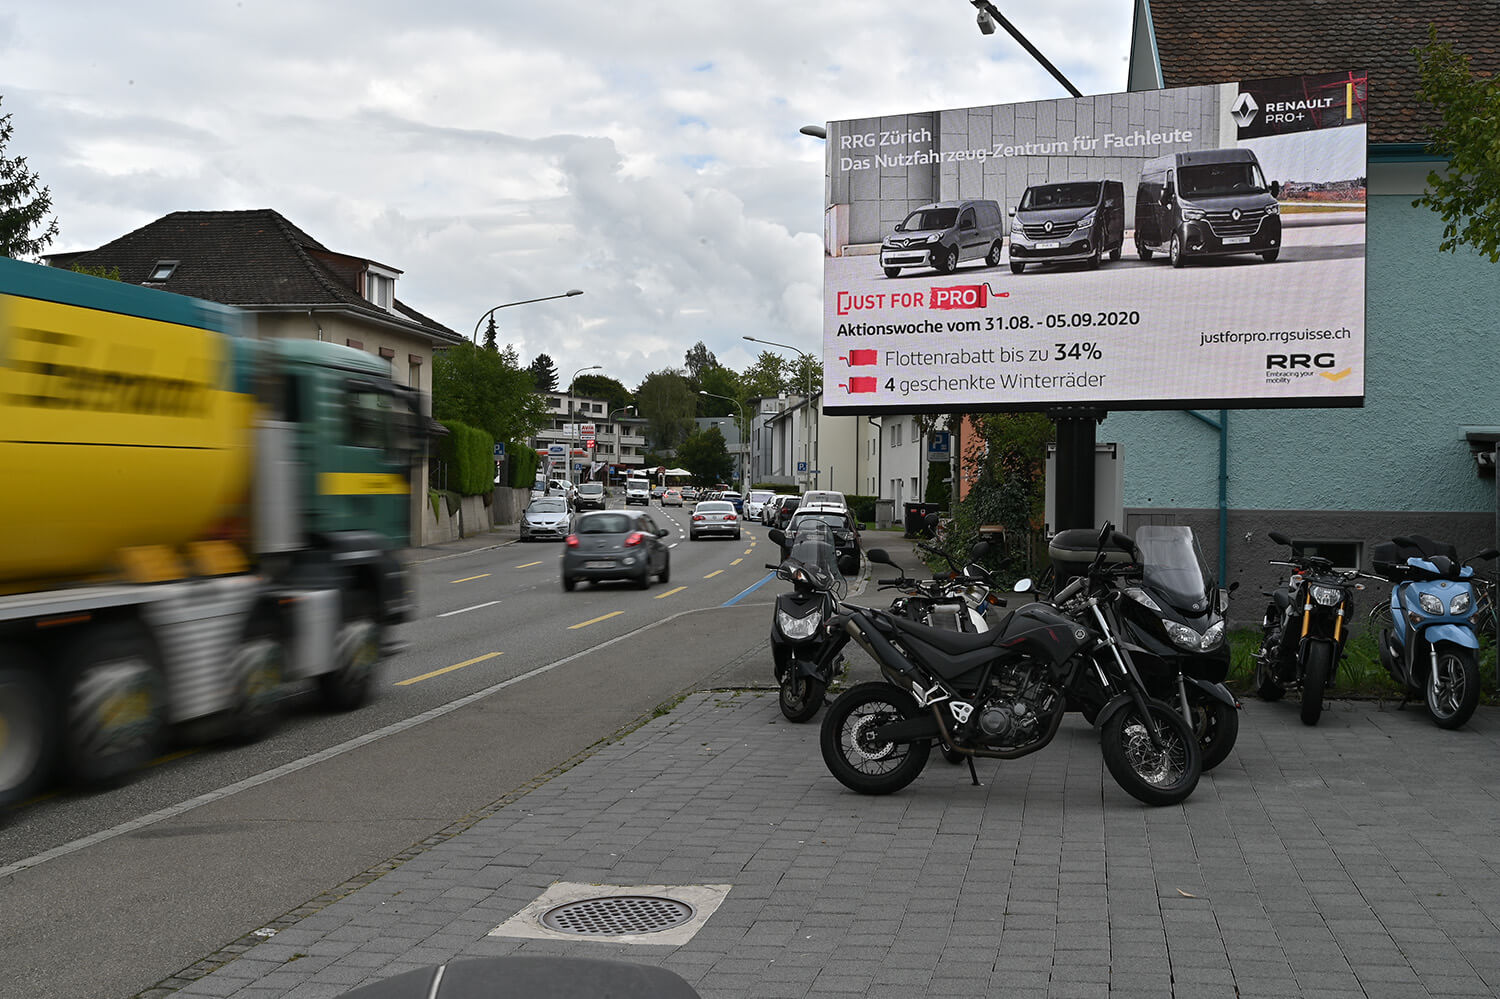 RRG Zürich
Das Nutzfahrzeug-Zentrum für Fachleute
RENAULT
PRO+
JUST FOR PRO
Aktionswoche vom 31.08. - 05.09.2020
Flottenrabatt bis zu 34%
4 geschenkte Winterräder
justforpro.rrgsuisse.ch
RRG
Embracing your
mobility